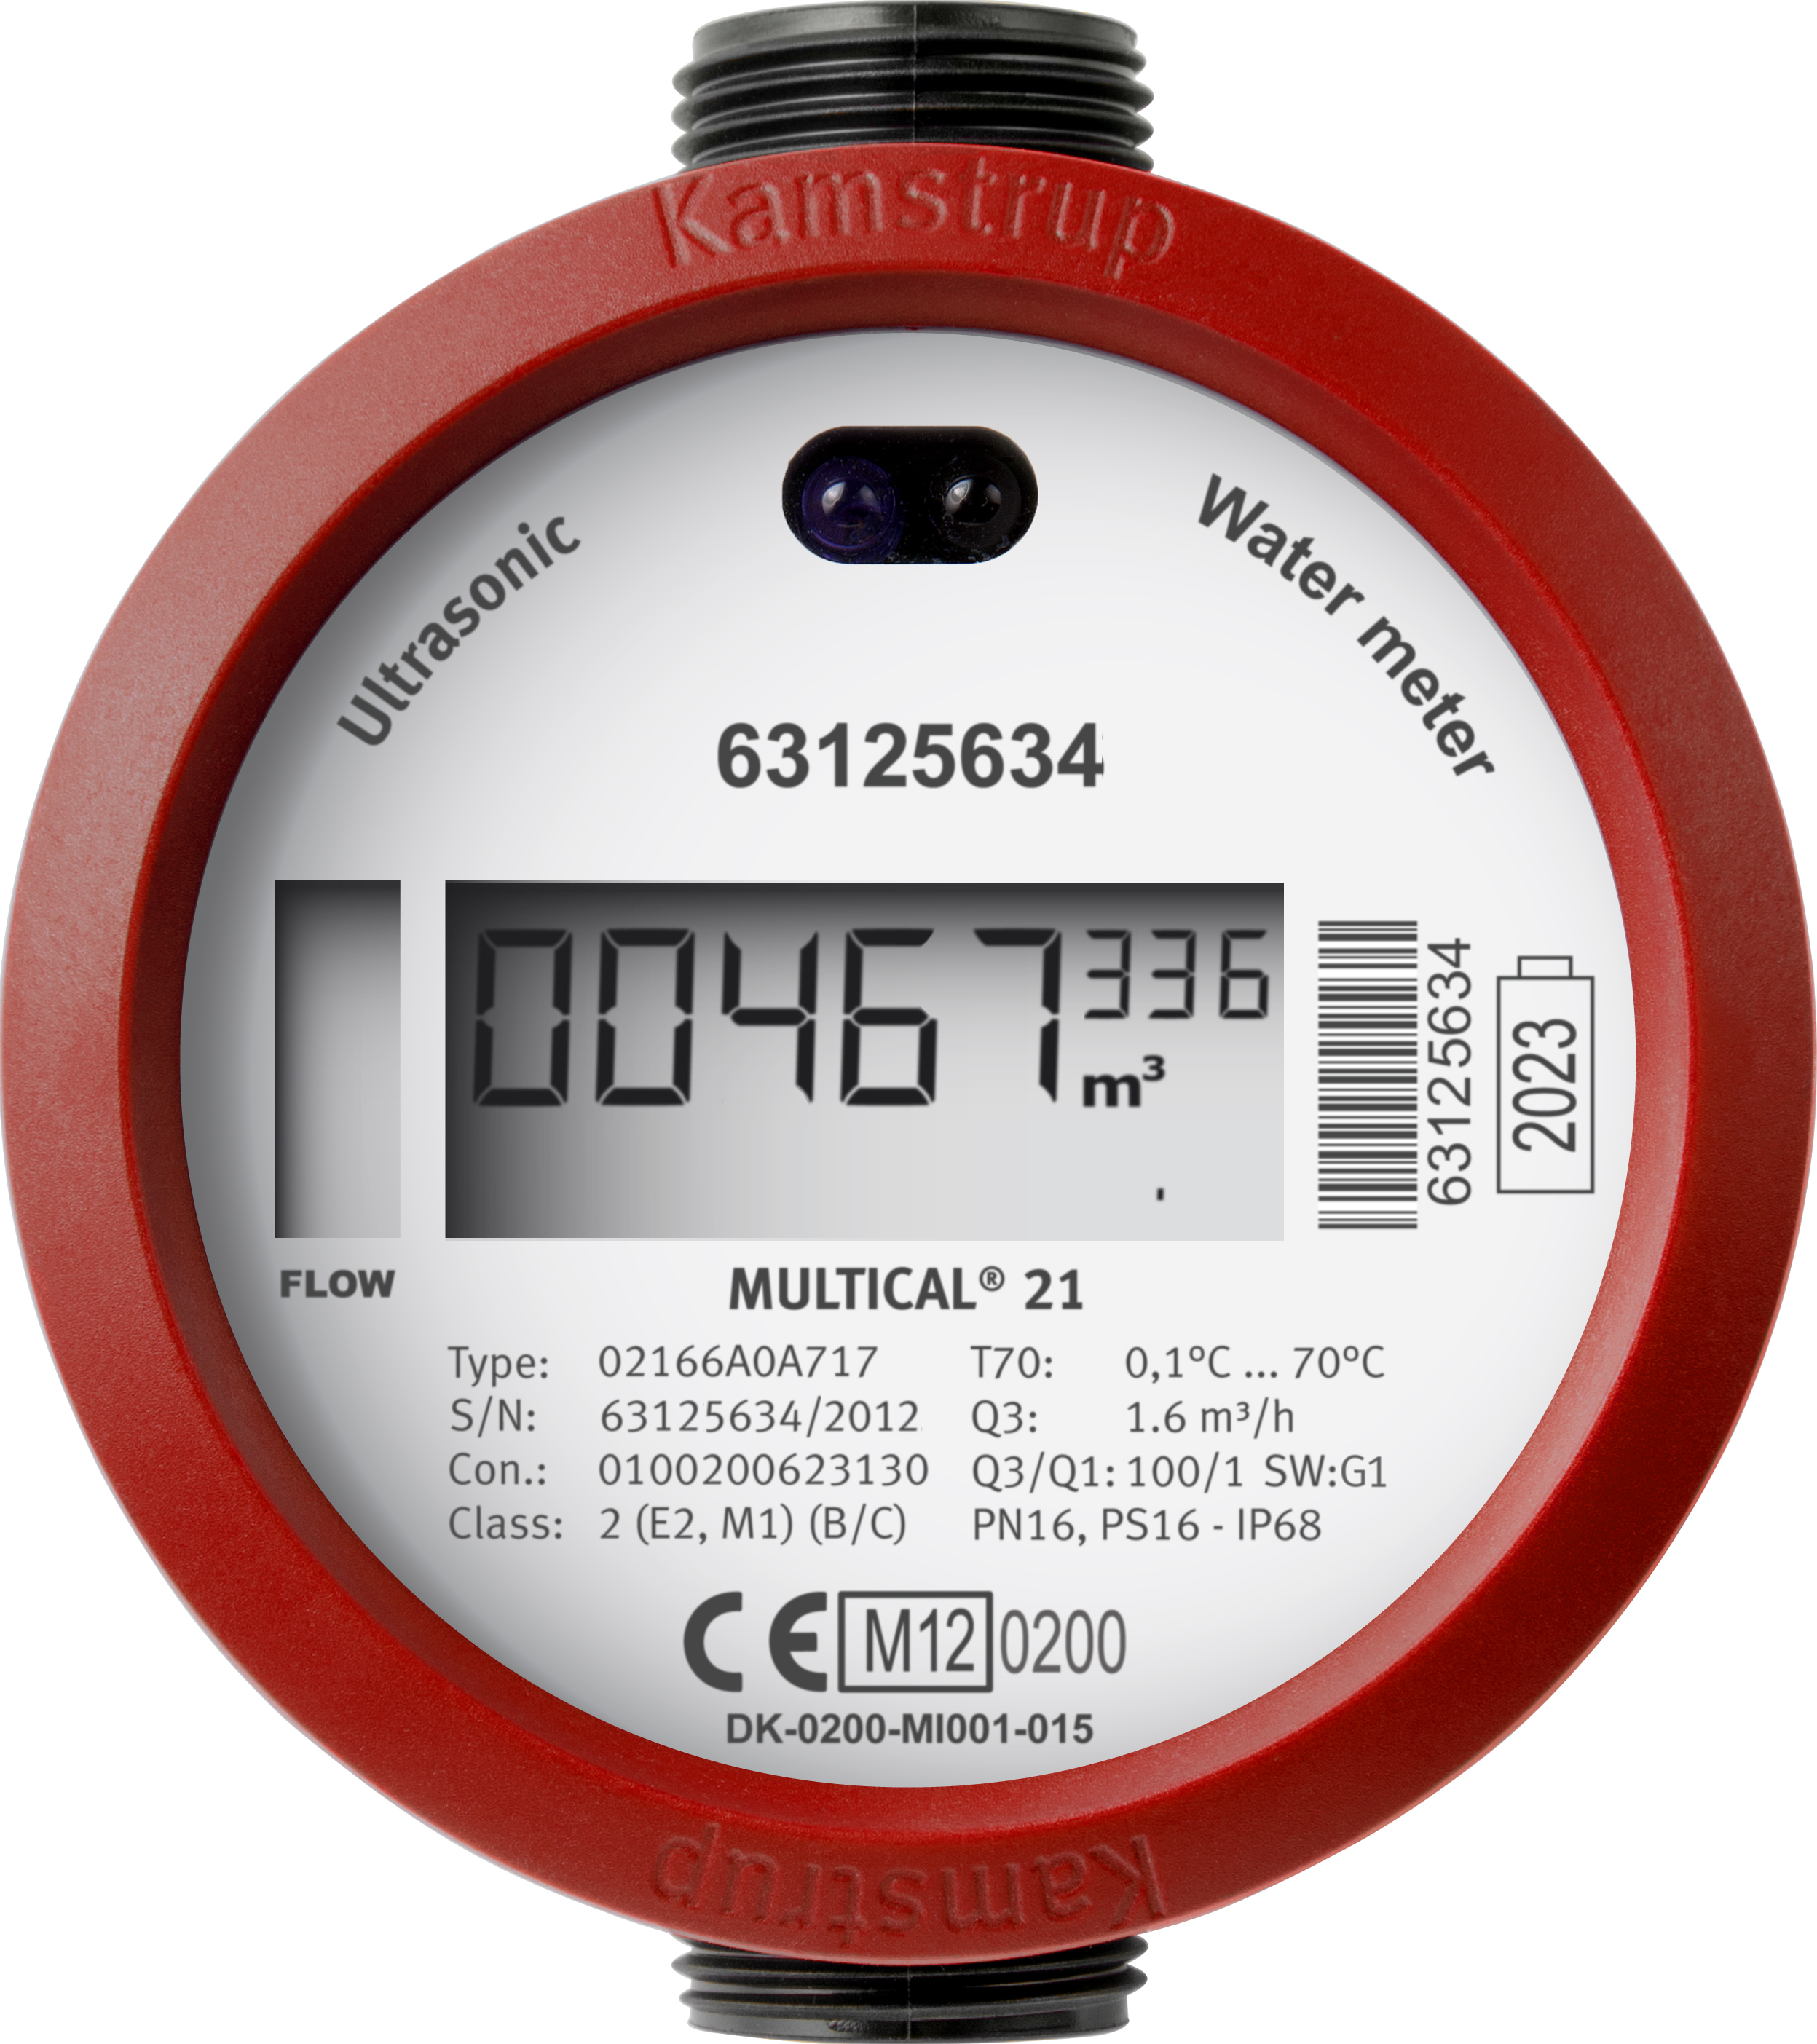 Kamstrup
Ultrasonic
Water meter
63125634
00467336
m³
63125634
2023
FLOW
MULTICAL® 21
Type: 02166A0A717 T70: 0,1°C ... 70°C
S/N: 63125634/2012 Q3: 1.6 m³/h
Con.: 0100200623130 Q3/Q1: 100/1 SW:G1
Class: 2 (E2, M1) (B/C) PN16, PS16 - IP68
CE M12 0200
DK-0200-MI001-015
Kamstrup